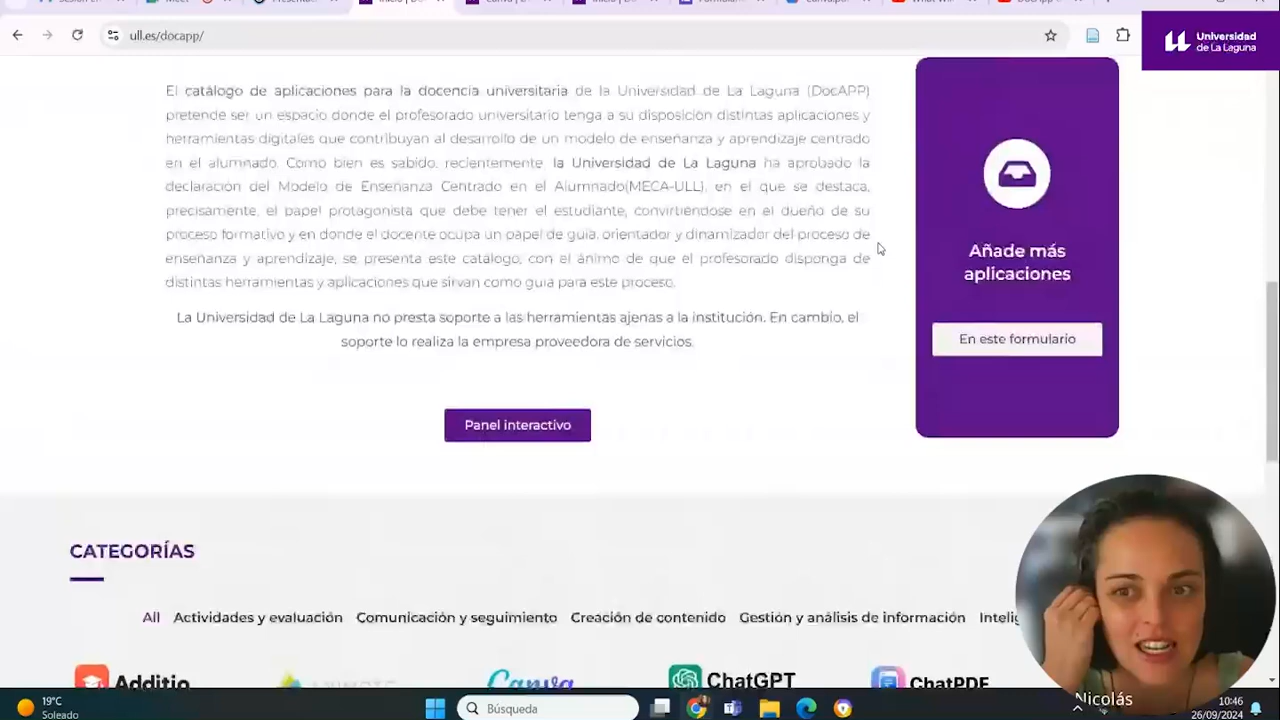 ull.es/docapp/
Universidad
de La Laguna
El catálogo de aplicaciones para la docencia universitaria de la Universidad de La Laguna (DocAPP)
pretende ser un espacio donde el profesorado universitario tenga a su disposición distintas aplicaciones y
herramientas digitales que contribuyan al desarrollo de un modelo de enseñanza y aprendizaje centrado
en el alumnado. Como bien es sabido, recientemente la Universidad de La Laguna ha aprobado la
declaración del Modelo de Enseñanza Centrado en el Alumnado(MECA-ULL), en el que se destaca,
precisamente, el papel protagonista que debe tener el estudiante, convirtiéndose en el dueño de su
proceso formativo y en donde el docente ocupa un papel de guía, orientador y dinamizador del proceso de
enseñanza y aprendizaje, se presenta este catálogo, con el ánimo de que el profesorado disponga de
distintas herramientas y aplicaciones que sirvan como guía para este proceso.
La Universidad de La Laguna no presta soporte a las herramientas ajenas a la institución. En cambio, el
soporte lo realiza la empresa proveedora de servicios.
Panel interactivo
Añade más
aplicaciones
En este formulario
CATEGORÍAS
All Actividades y evaluación Comunicación y seguimiento Creación de contenido Gestión y análisis de información
Additio Canva ChatGPT ChatPDF
Nicolás
19°C
Soleado
Búsqueda
10:46
26/09/2024